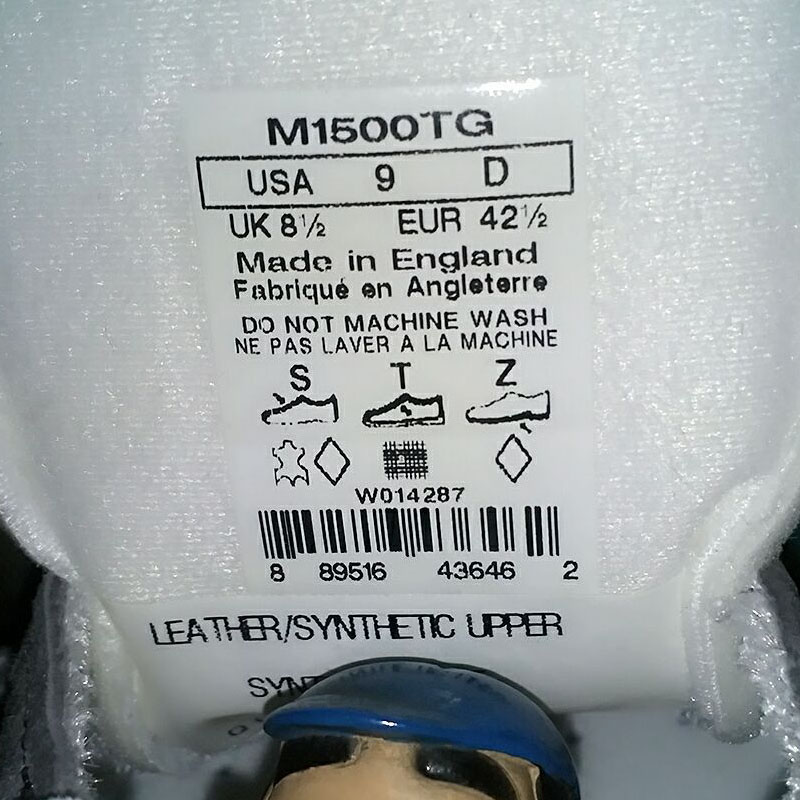 M1500TG
USA 9 D
UK 8½ EUR 42½
Made in England
Fabriqué en Angleterre
DO NOT MACHINE WASH
NE PAS LAVER A LA MACHINE
S T Z
W014287
8 89516 43646 2
LEATHER/SYNTHETIC UPPER